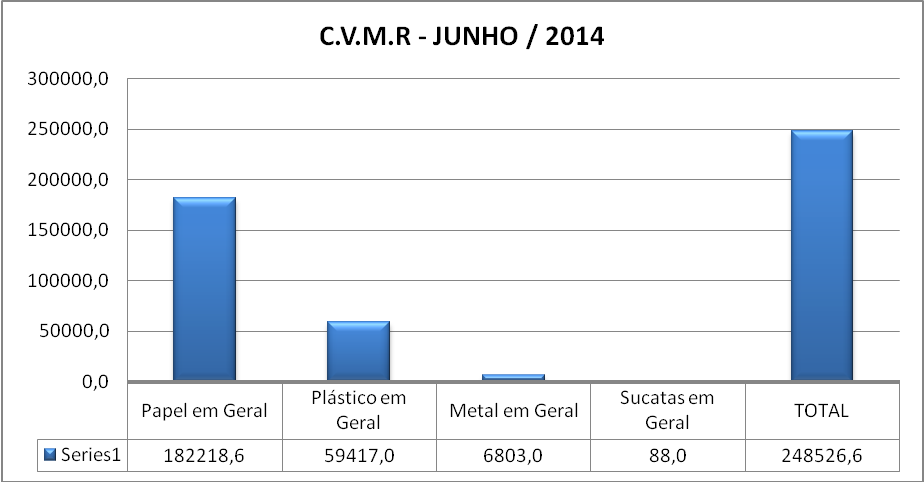 C.V.M.R - JUNHO / 2014
300000,0
250000,0
200000,0
150000,0
100000,0
50000,0
0,0
Papel em Geral
Plástico em
Geral
Metal em Geral
Sucatas em
Geral
TOTAL
Series1 182218,6 59417,0 6803,0 88,0 248526,6